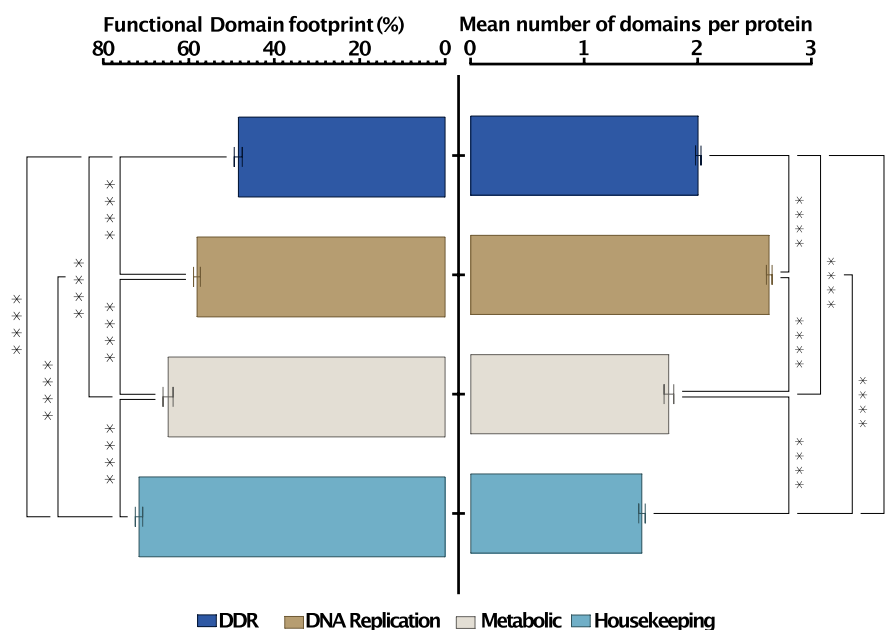 Functional Domain footprint (%) Mean number of domains per protein
80 60 40 20 0 0 1 2 3
DDR DNA Replication Metabolic Housekeeping